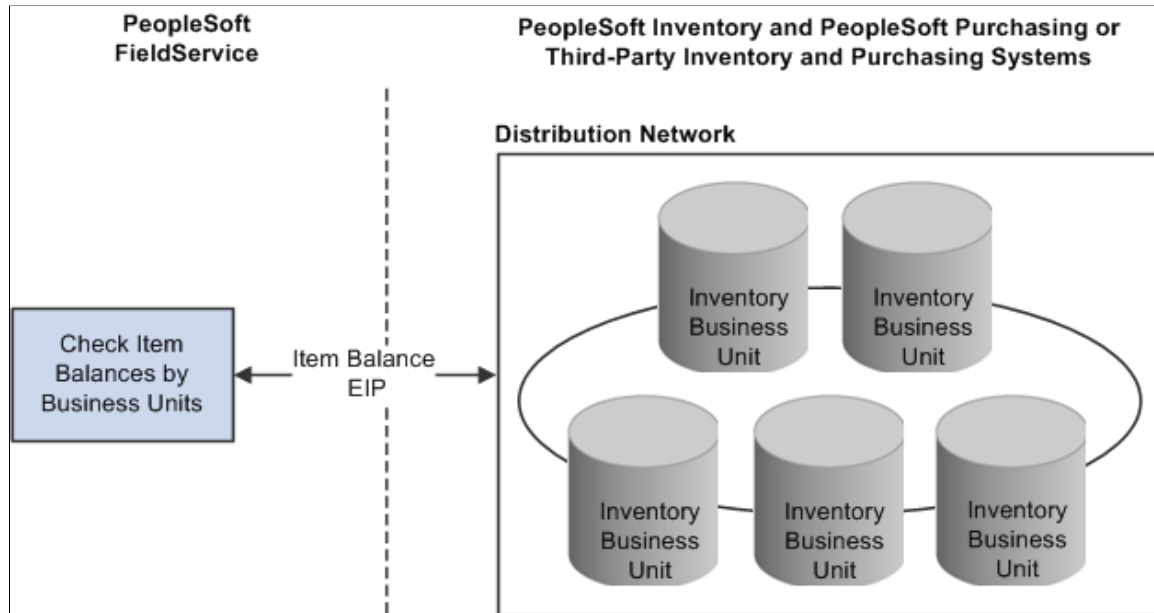 PeopleSoft
FieldService
PeopleSoft Inventory and PeopleSoft Purchasing or
Third-Party Inventory and Purchasing Systems
Distribution Network
Inventory
Business
Unit
Inventory
Business
Unit
Check Item
Balances by
Business Units
Item Balance
EIP
Inventory
Business
Unit
Inventory
Business
Unit
Inventory
Business
Unit